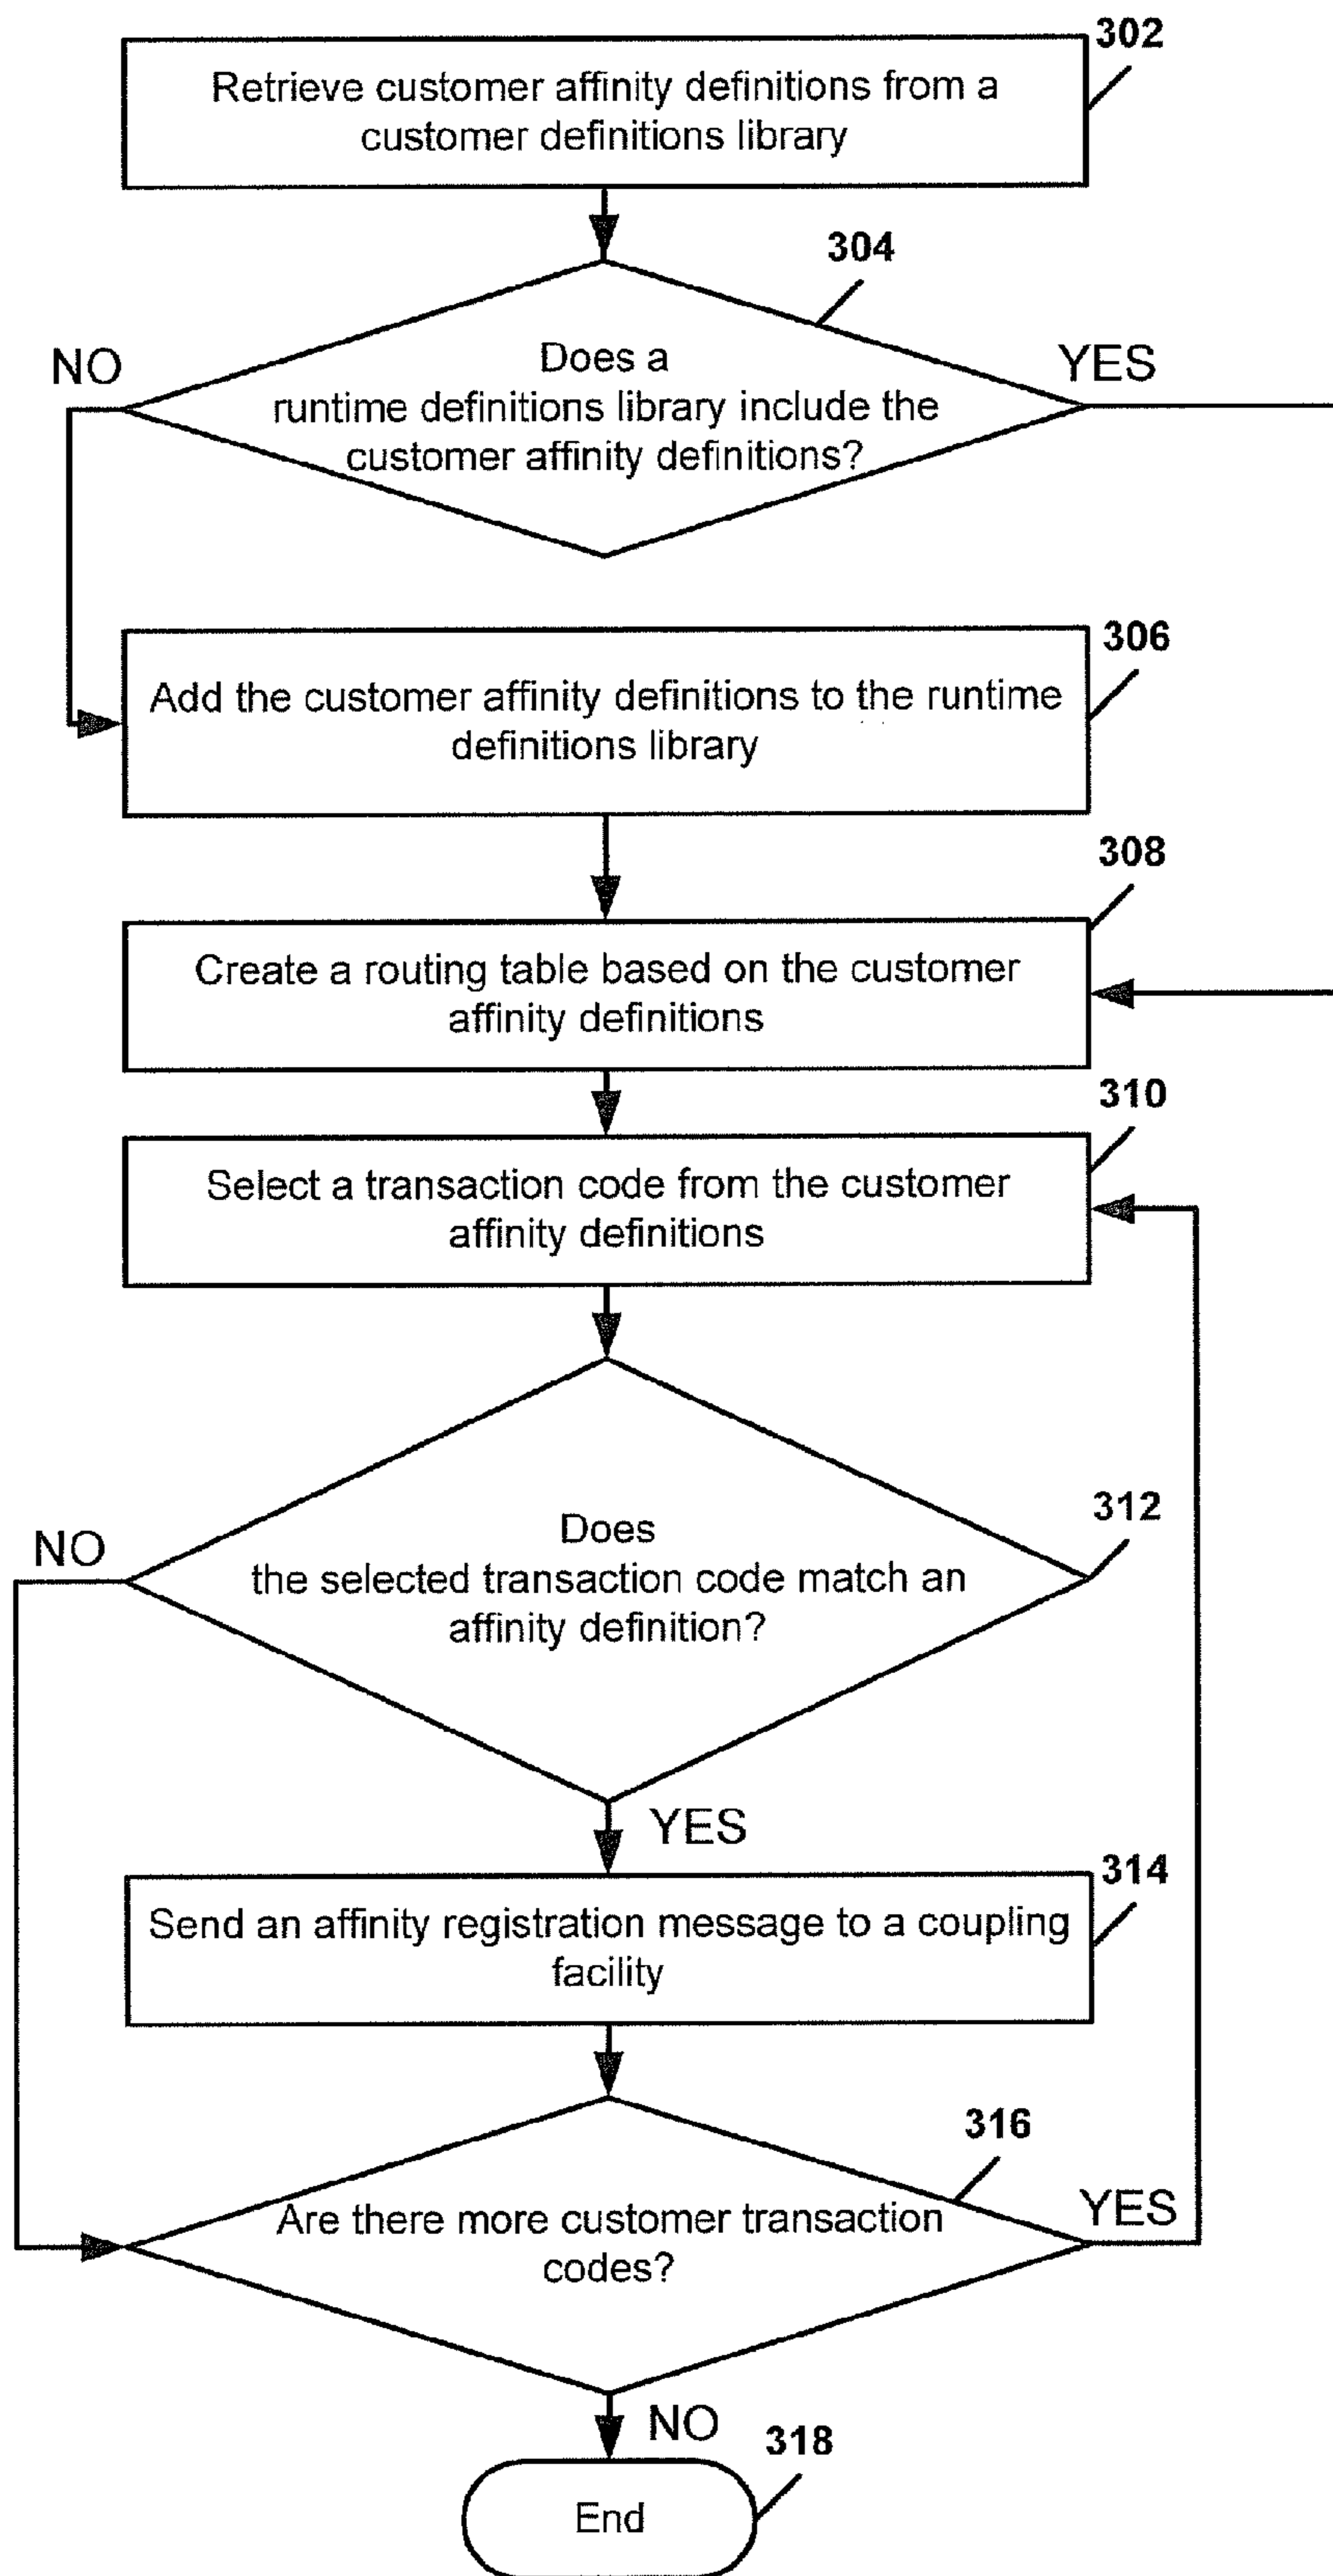 302
Retrieve customer affinity definitions from a
customer definitions library
304
NO
YES
Does a
runtime definitions library include the
customer affinity definitions?
306
Add the customer affinity definitions to the runtime
definitions library
308
Create a routing table based on the customer
affinity definitions
310
Select a transaction code from the customer
affinity definitions
312
NO
Does
the selected transaction code match an
affinity definition?
YES
314
Send an affinity registration message to a coupling
facility
316
YES
Are there more customer transaction
codes?
NO
318
End